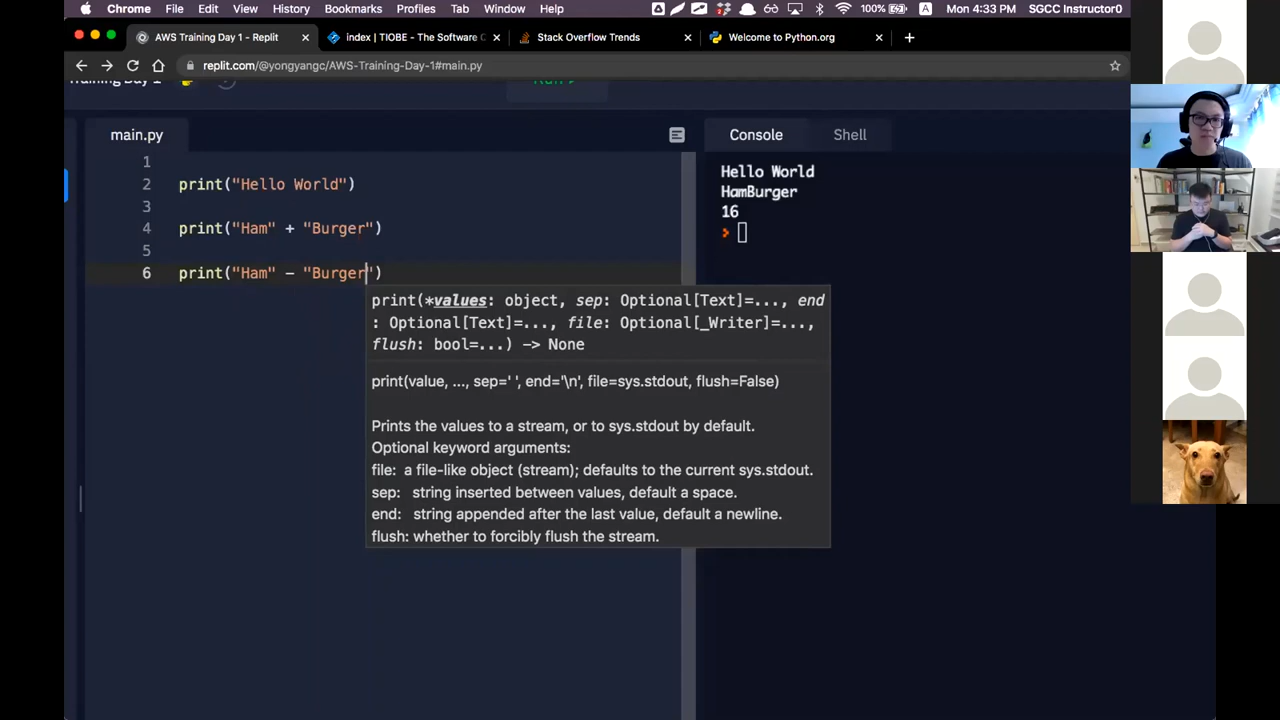 Chrome File Edit View History Bookmarks Profiles Tab Window Help 100% A Mon 4:33 PM SGCC Instructor0
AWS Training Day 1 - Replit × index | TIOBE - The Software C × Stack Overflow Trends × Welcome to Python.org × +
replit.com/@yongyangc/AWS-Training-Day-1#main.py
Training Day 1 Run
main.py Console Shell
1
2 print("Hello World")
3
4 print("Ham" + "Burger")
5
6 print("Ham" - "Burger")
print(*values: object, sep: Optional[Text]=..., end
: Optional[Text]=..., file: Optional[_Writer]=...,
flush: bool=...) -> None
print(value, ..., sep=' ', end='\n', file=sys.stdout, flush=False)
Prints the values to a stream, or to sys.stdout by default.
Optional keyword arguments:
file: a file-like object (stream); defaults to the current sys.stdout.
sep: string inserted between values, default a space.
end: string appended after the last value, default a newline.
flush: whether to forcibly flush the stream.
Hello World
HamBurger
16